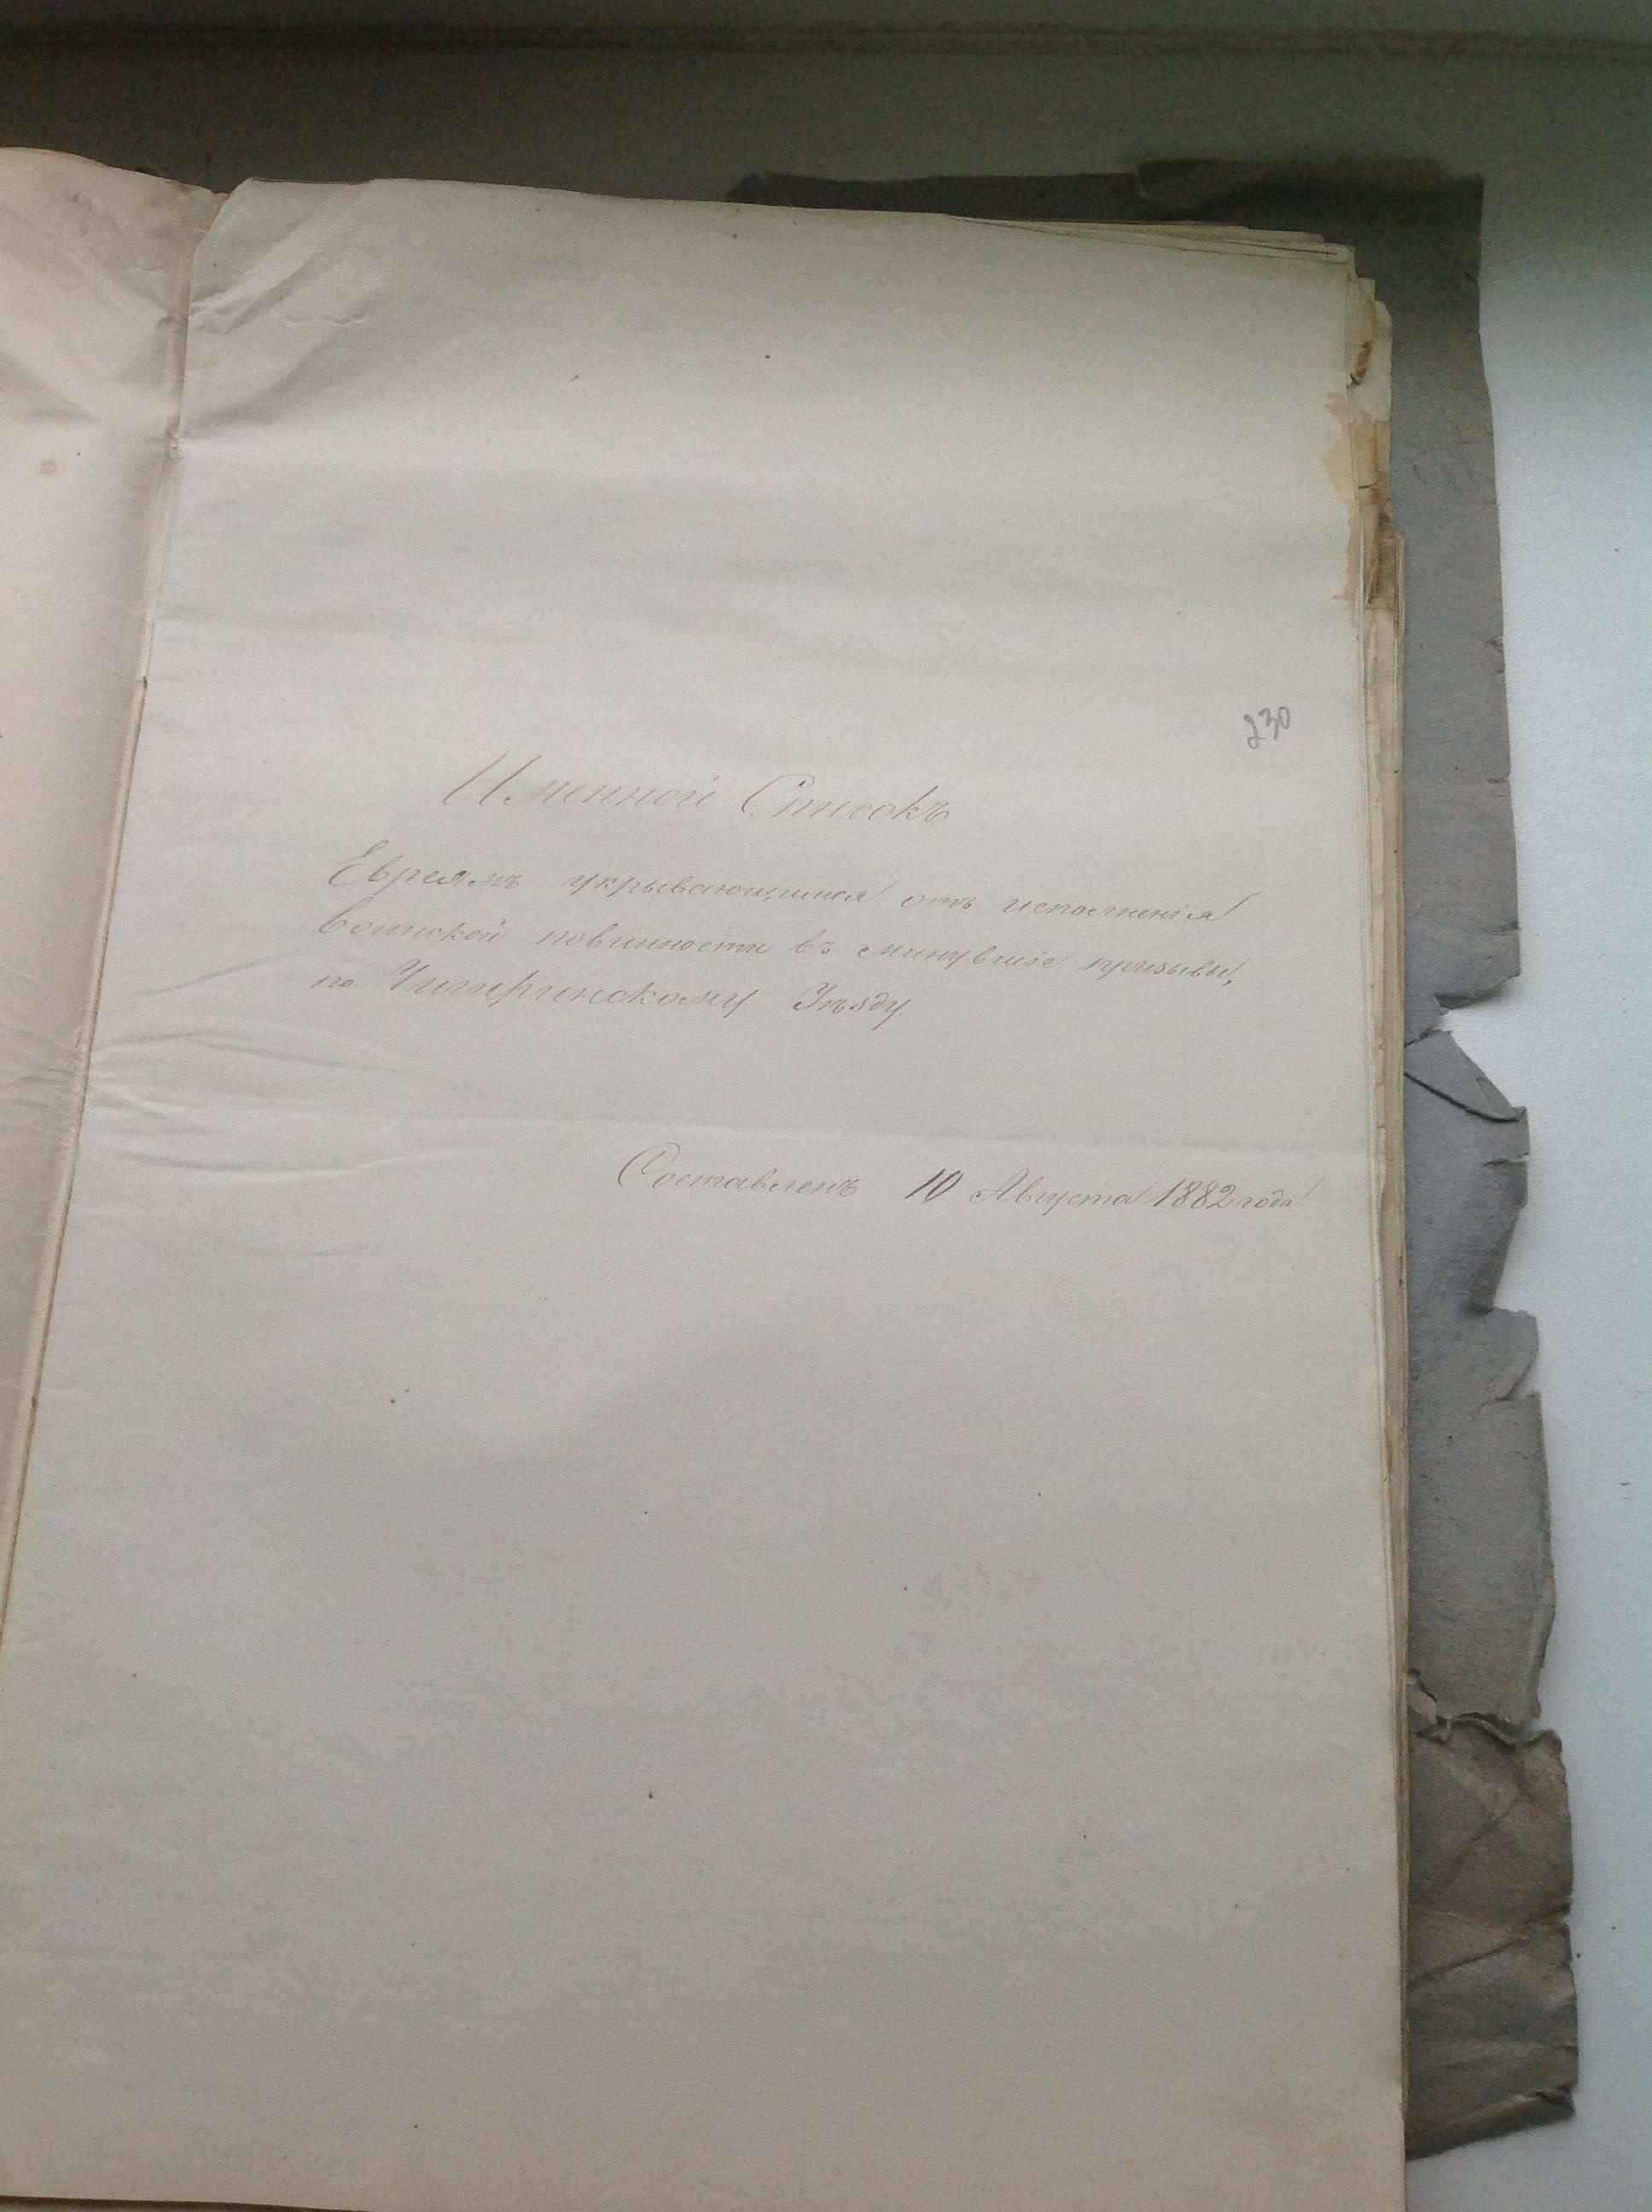 230
Именной Списокъ
Евреямъ укрывающимся отъ исполненія
воинской повинности въ минувшіе призывы,
по Чигиринскому Уѣзду.
Составленъ 10 Августа 1882 года